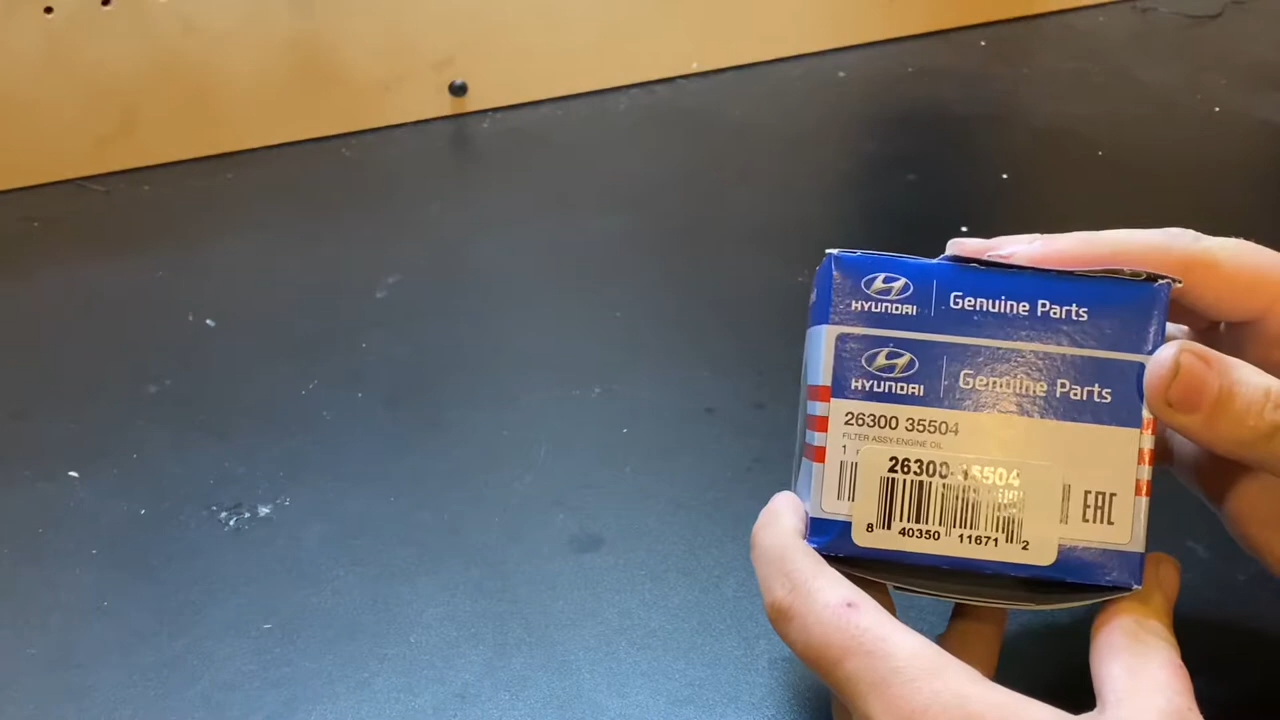 HYUNDAI Genuine Parts
HYUNDAI Genuine Parts
26300 35504
FILTER ASSY-ENGINE OIL
1
26300-35504
EAC
8 40350 11671 2